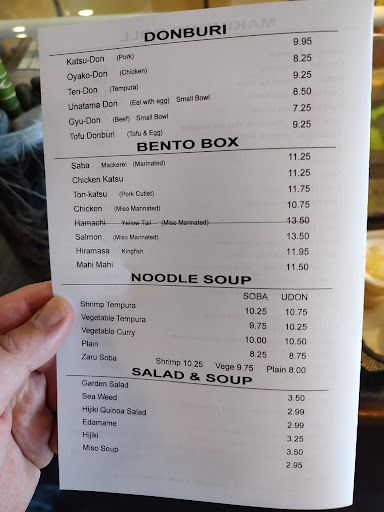 DONBURI
Katsu-Don (Pork) 9.95
Oyako-Don (Chicken) 8.25
Ten-Don (Tempura) 9.25
Unatama Don (Eel with egg) Small Bowl 8.50
Gyu-Don (Beef) Small Bowl 7.25
Tofu Donburi (Tofu & Egg) 9.25
BENTO BOX
Saba Mackerel (Marinated) 11.25
Chicken Katsu 11.25
Ton-katsu (Pork Cutlet) 11.75
Chicken (Miso Marinated) 10.75
Hamachi Yellow Tail (Miso Marinated) 13.50
Salmon (Miso Marinated) 13.50
Hiramasa Kingfish 11.95
Mahi Mahi 11.50
NOODLE SOUP
SOBA UDON
Shrimp Tempura 10.25 10.75
Vegetable Tempura 9.75 10.25
Vegetable Curry 10.00 10.50
Plain 8.25 8.75
Zaru Soba Shrimp 10.25 Vege 9.75 Plain 8.00
SALAD & SOUP
Garden Salad 3.50
Sea Weed 2.99
Hijiki Quinoa Salad 2.99
Edamame 3.25
Hijiki 3.50
Miso Soup 2.95